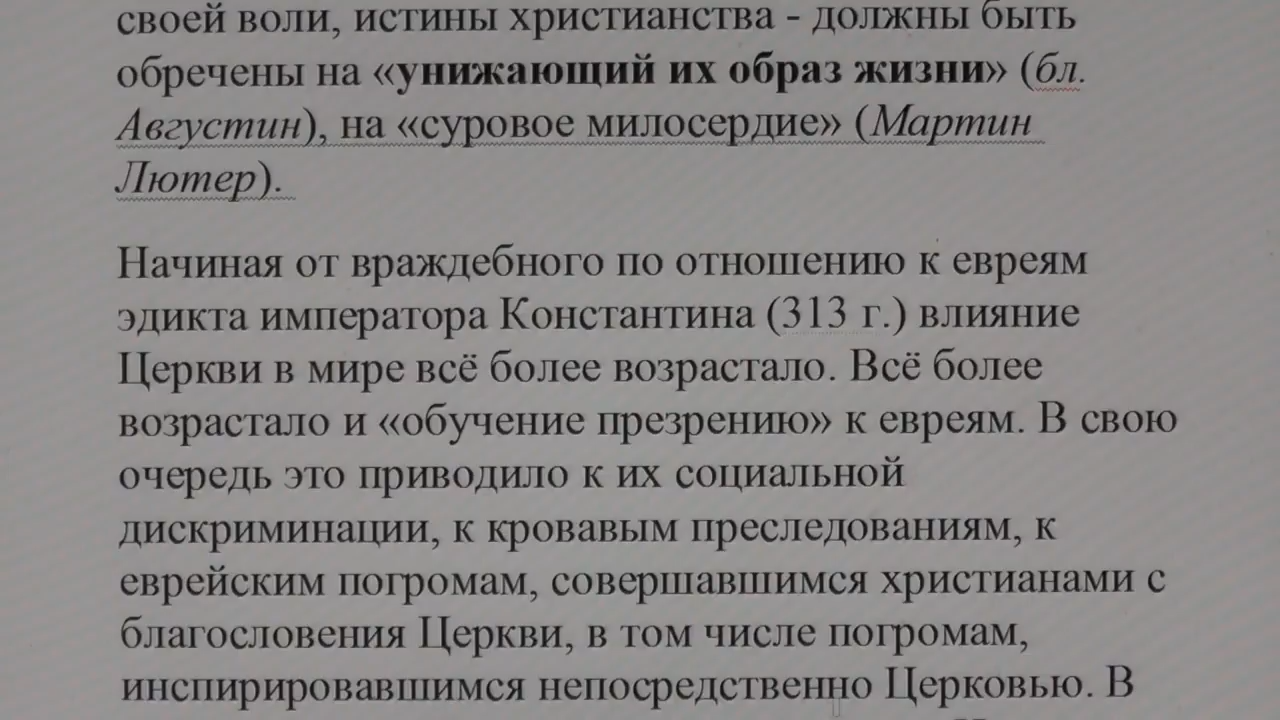 своей воли, истины христианства - должны быть
обречены на «унижающий их образ жизни» (бл.
Августин), на «суровое милосердие» (Мартин
Лютер).
Начиная от враждебного по отношению к евреям
эдикта императора Константина (313 г.) влияние
Церкви в мире всё более возрастало. Всё более
возрастало и «обучение презрению» к евреям. В свою
очередь это приводило к их социальной
дискриминации, к кровавым преследованиям, к
еврейским погромам, совершавшимся христианами с
благословения Церкви, в том числе погромам,
инспирировавшимся непосредственно Церковью. В